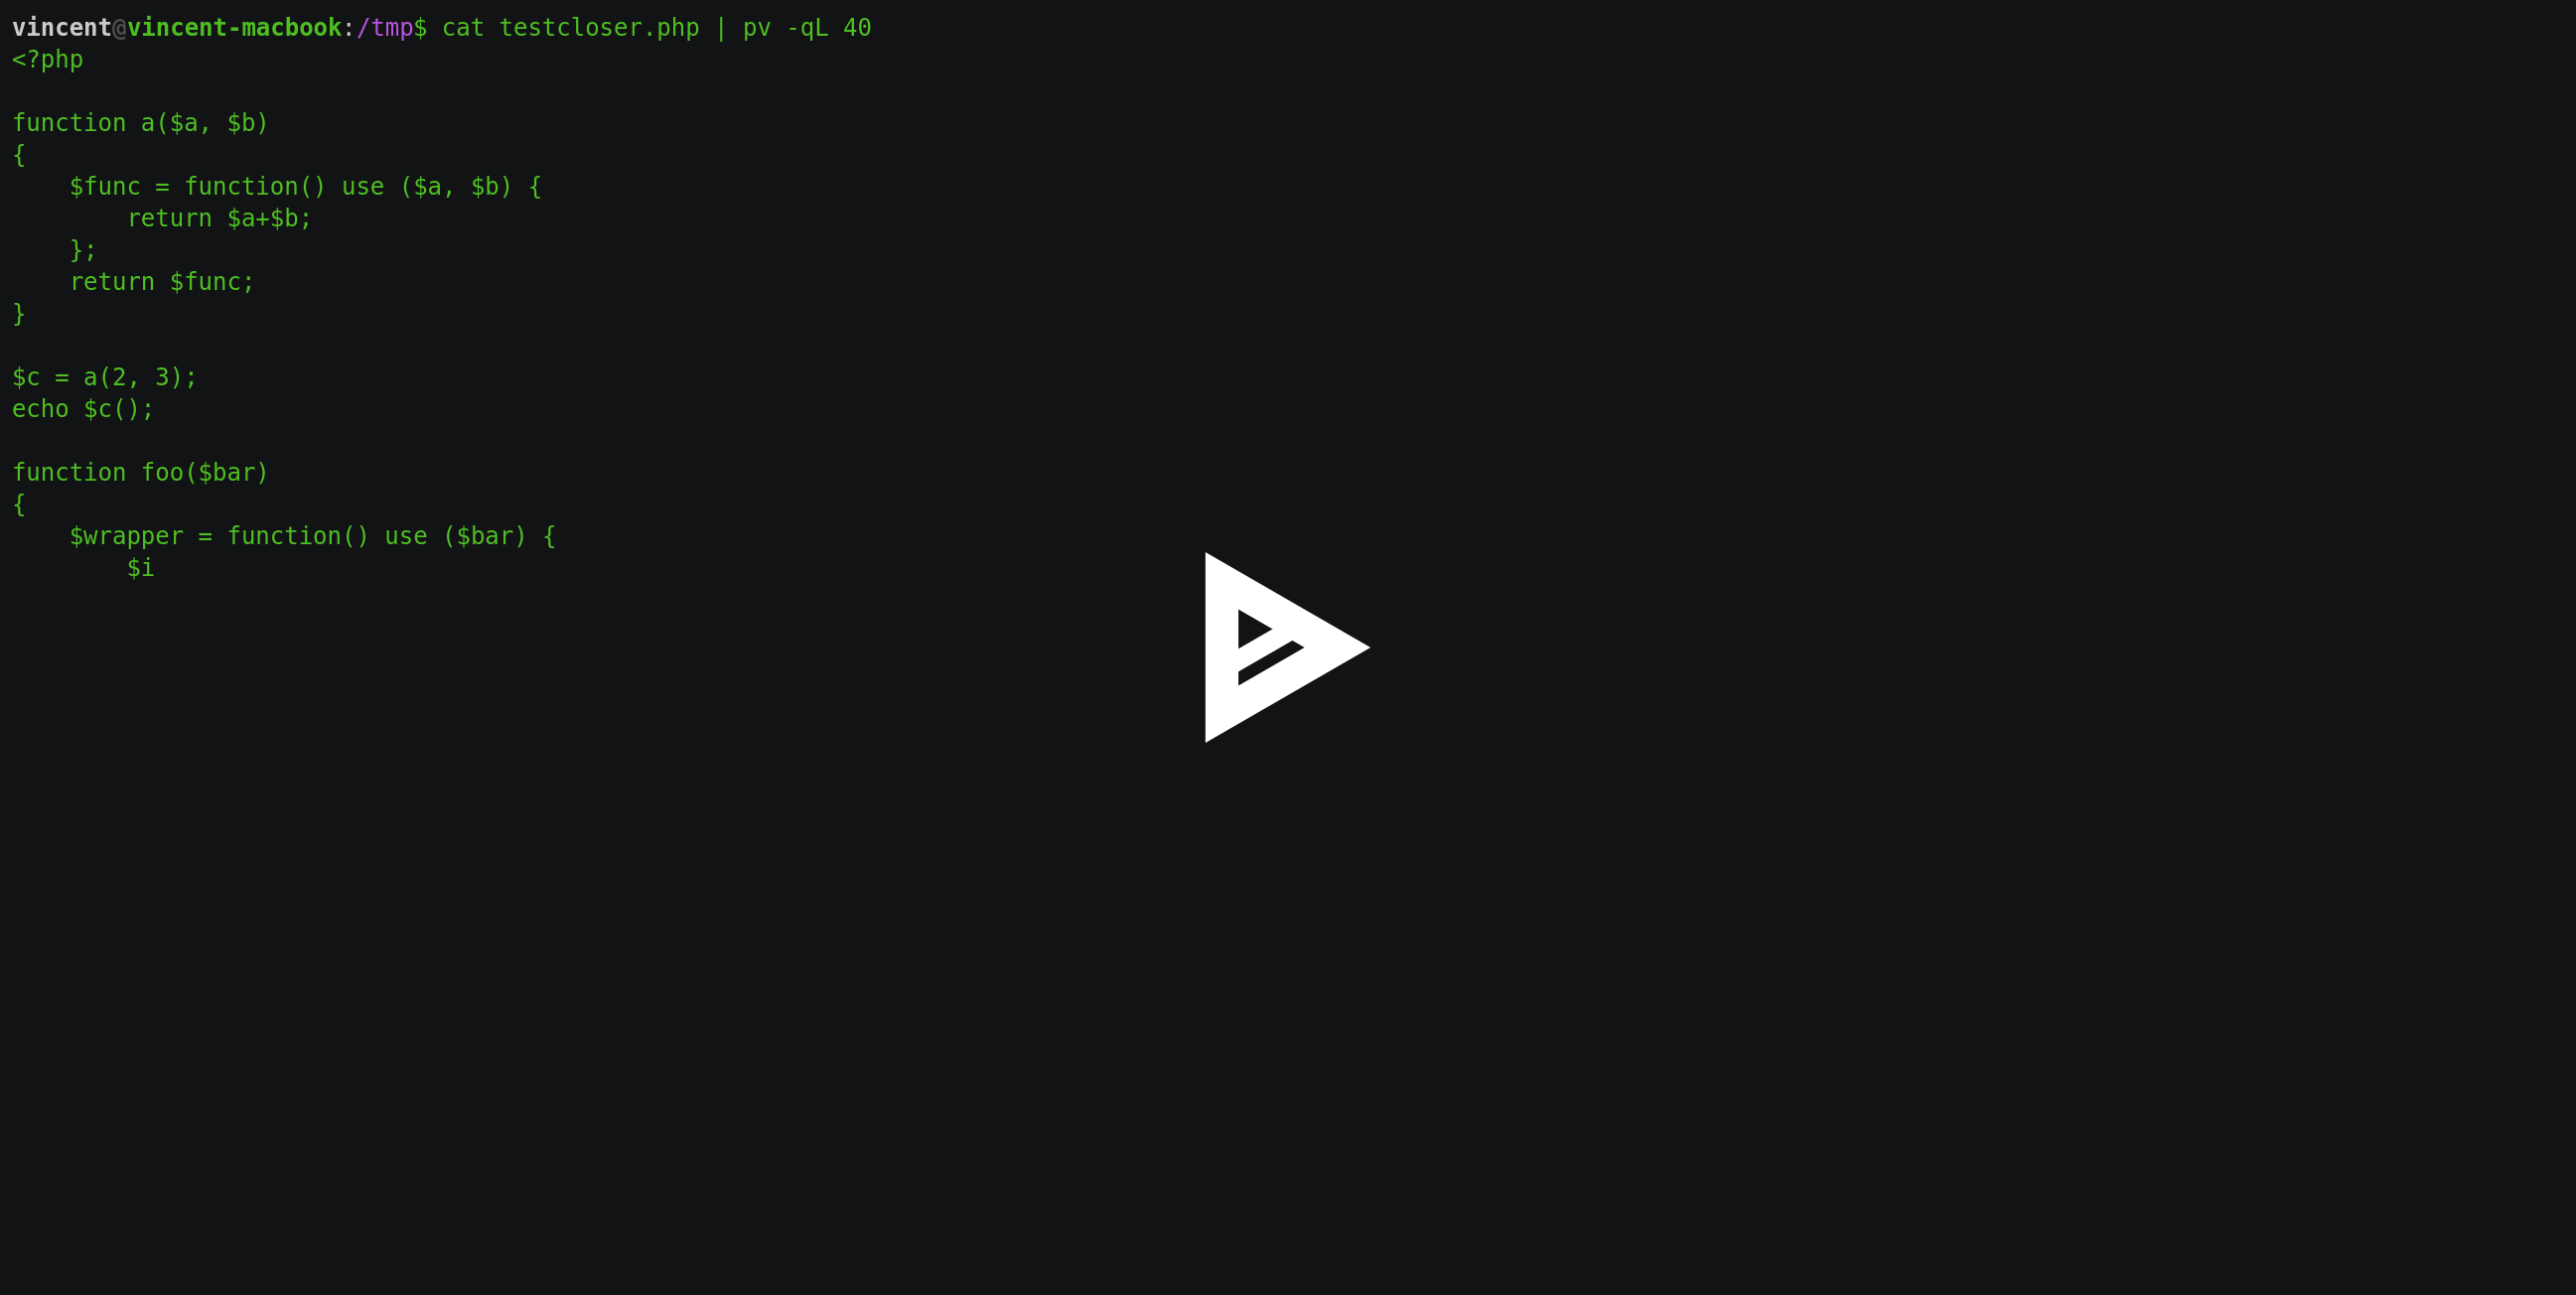 vincent@vincent-macbook:/tmp$ cat testcloser.php | pv -qL 40
<?php

function a($a, $b)
{
    $func = function() use ($a, $b) {
        return $a+$b;
    };
    return $func;
}

$c = a(2, 3);
echo $c();

function foo($bar)
{
    $wrapper = function() use ($bar) {
        $i